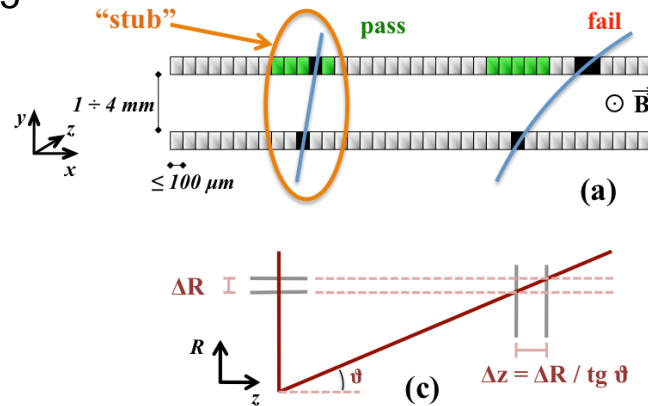 “stub”
pass
fail
1 ÷ 4 mm
⊙ B⃗
y
z
x
≤ 100 μm
(a)
ΔR
R
z
ϑ
(c)
Δz = ΔR / tg ϑ